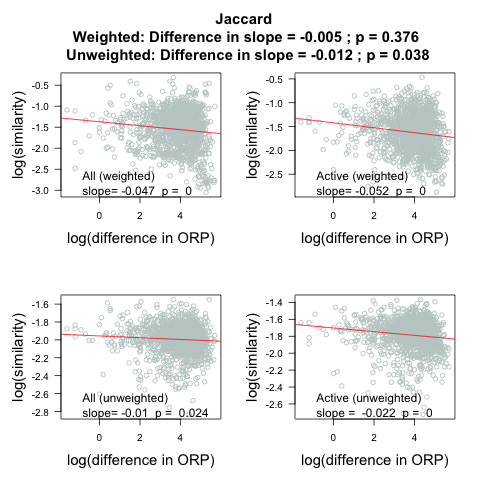 Jaccard
Weighted: Difference in slope = -0.005 ; p = 0.376
Unweighted: Difference in slope = -0.012 ; p = 0.038
log(similarity)
-0.5
-1.0
-1.5
-2.0
-2.5
-3.0
All (weighted)
slope= -0.047 p = 0
0 2 4
log(difference in ORP)
log(similarity)
-0.5
-1.0
-1.5
-2.0
-2.5
Active (weighted)
slope= -0.052 p = 0
0 2 4
log(difference in ORP)
log(similarity)
-1.6
-1.8
-2.0
-2.2
-2.4
-2.6
-2.8
All (unweighted)
slope= -0.01 p = 0.024
0 2 4
log(difference in ORP)
log(similarity)
-1.4
-1.6
-1.8
-2.0
-2.2
-2.4
-2.6
Active (unweighted)
slope = -0.022 p = 0
0 2 4
log(difference in ORP)